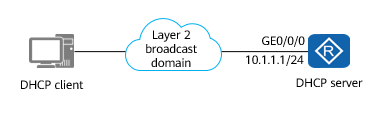 Layer 2
broadcast
domain
GE0/0/0
10.1.1.1/24
R
DHCP client
DHCP server